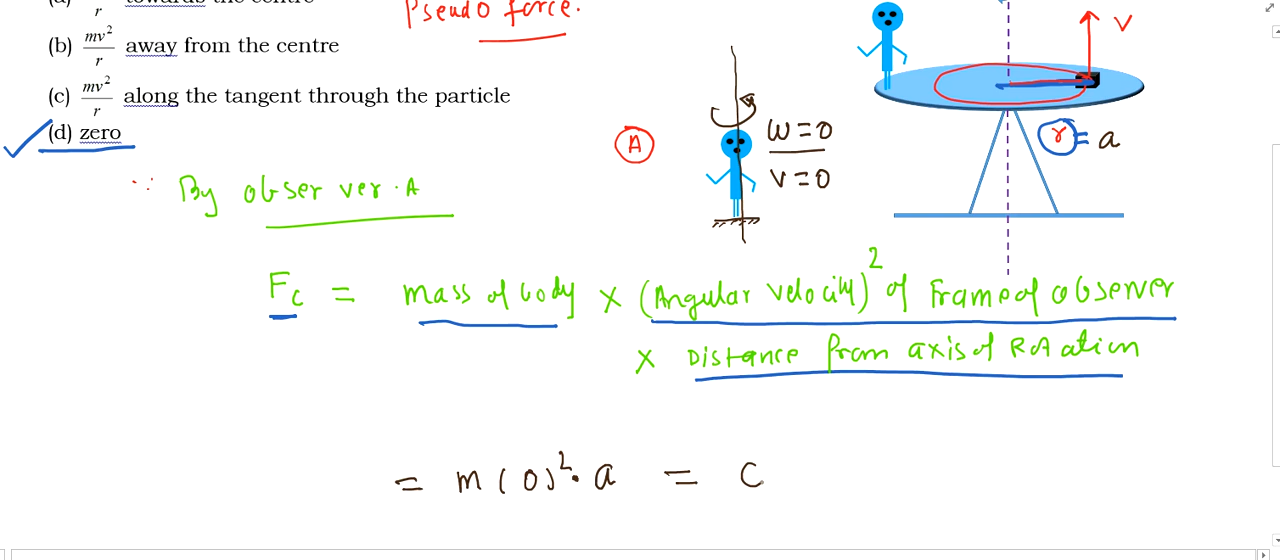 r
Pseudo force.
(b) mv²/r away from the centre
(c) mv²/r along the tangent through the particle
(d) zero
V
A
ω=0
V=0
r = a
∵ By observer. A
Fc = mass of body × (Angular velocity)² of Frame of observer
× Distance from axis of ROtation
= m(0)²·a = C